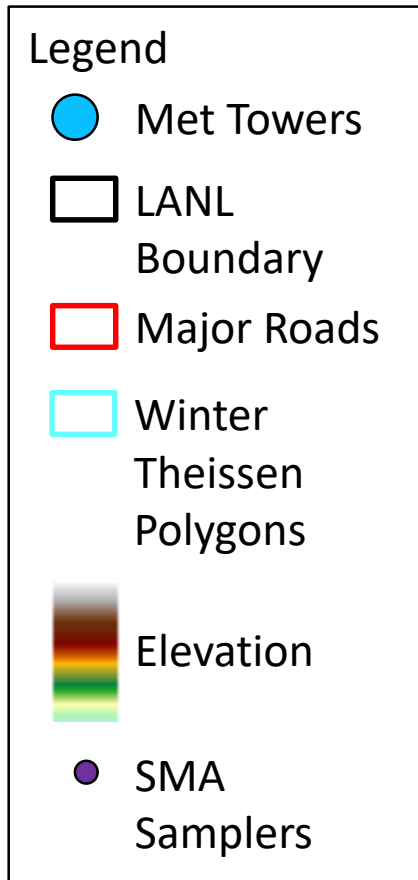 Legend
Met Towers
LANL
Boundary
Major Roads
Winter
Theissen
Polygons
Elevation
SMA
Samplers